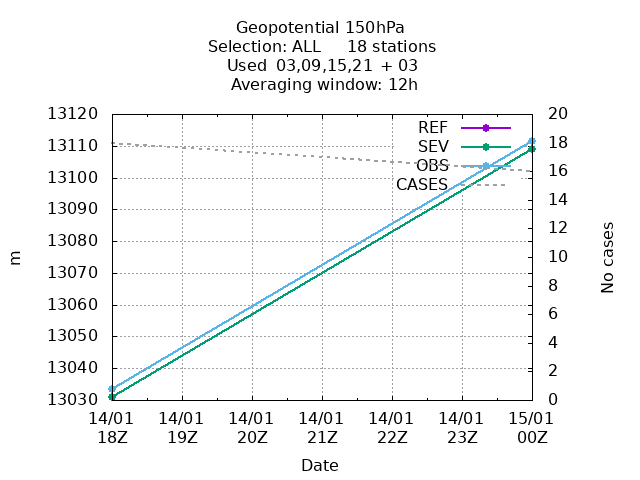 Geopotential 150hPa
Selection: ALL 18 stations
Used 03,09,15,21 + 03
Averaging window: 12h
13120
13110
13100
13090
13080
13070
13060
13050
13040
13030
m
REF
SEV
OBS
CASES
20
18
16
14
12
10
8
6
4
2
0
No cases
14/01 14/01 14/01 14/01 14/01 14/01 15/01
18Z 19Z 20Z 21Z 22Z 23Z 00Z
Date